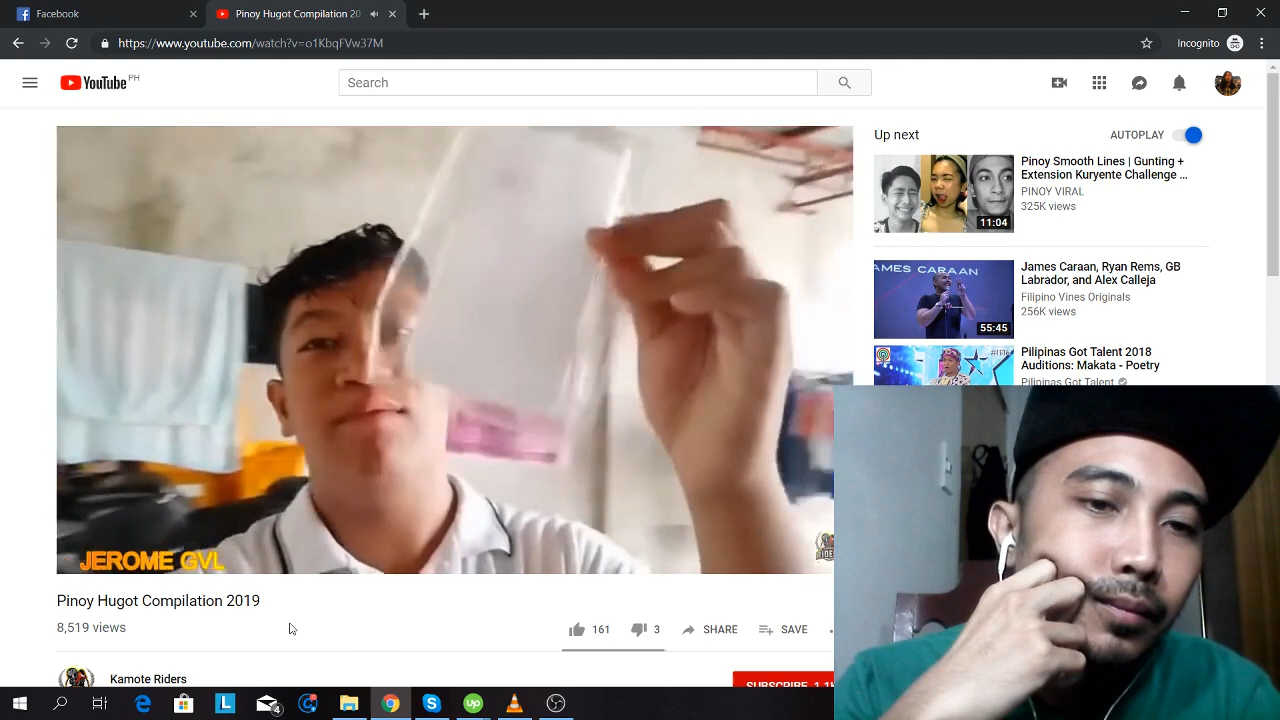 Facebook
Pinoy Hugot Compilation 20
https://www.youtube.com/watch?v=o1KbqFVw37M
Incognito
YouTube PH
Search
Up next
AUTOPLAY
Pinoy Smooth Lines | Gunting +
Extension Kuryente Challenge ...
PINOY VIRAL
325K views
11:04
JAMES CARAAN
James Caraan, Ryan Rems, GB
Labrador, and Alex Calleja
Filipino Vines Originals
256K views
55:45
Pilipinas Got Talent 2018
Auditions: Makata - Poetry
Pilipinas Got Talent
JEROME GVL
Pinoy Hugot Compilation 2019
8,519 views
161
3
SHARE
SAVE
Kamote Riders
SUBSCRIBE
L
4
S
up